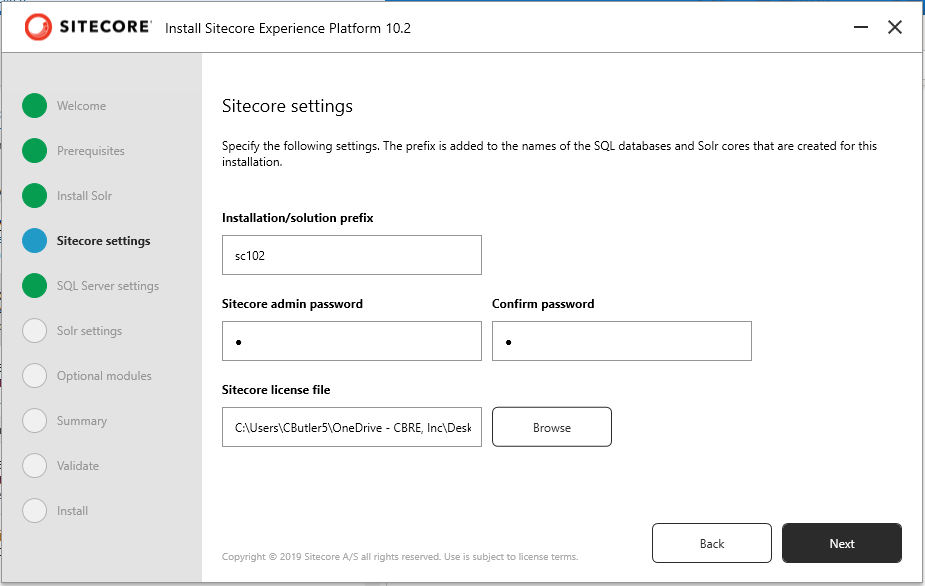 SITECORE Install Sitecore Experience Platform 10.2
Welcome
Prerequisites
Install Solr
Sitecore settings
SQL Server settings
Solr settings
Optional modules
Summary
Validate
Install
Sitecore settings
Specify the following settings. The prefix is added to the names of the SQL databases and Solr cores that are created for this
installation.
Installation/solution prefix
sc102
Sitecore admin password
Confirm password
•
•
Sitecore license file
C:\Users\CButler5\OneDrive - CBRE, Inc\Desk
Browse
Copyright © 2019 Sitecore A/S all rights reserved. Use is subject to license terms.
Back
Next